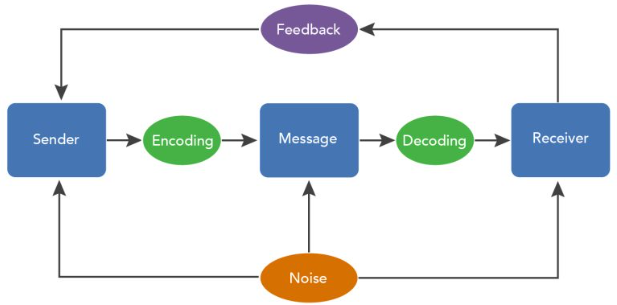 Feedback
Sender
Encoding
Message
Decoding
Receiver
Noise